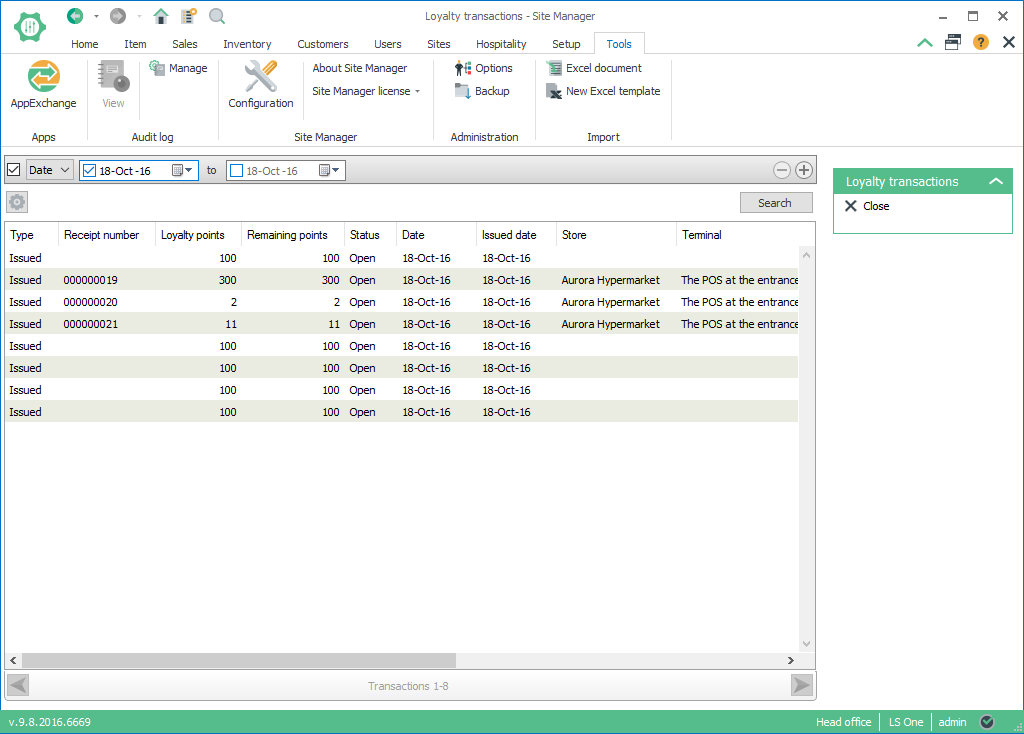 Loyalty transactions - Site Manager
Home Item Sales Inventory Customers Users Sites Hospitality Setup Tools
AppExchange View Manage Configuration About Site Manager Options Excel document
Site Manager license Backup New Excel template
Apps Audit log Site Manager Administration Import
Date 18-Oct -16 to 18-Oct -16
Search
Loyalty transactions
Close
Type Receipt number Loyalty points Remaining points Status Date Issued date Store Terminal
Issued 100 100 Open 18-Oct-16 18-Oct-16
Issued 000000019 300 300 Open 18-Oct-16 18-Oct-16 Aurora Hypermarket The POS at the entrance
Issued 000000020 2 2 Open 18-Oct-16 18-Oct-16 Aurora Hypermarket The POS at the entrance
Issued 000000021 11 11 Open 18-Oct-16 18-Oct-16 Aurora Hypermarket The POS at the entrance
Issued 100 100 Open 18-Oct-16 18-Oct-16
Issued 100 100 Open 18-Oct-16 18-Oct-16
Issued 100 100 Open 18-Oct-16 18-Oct-16
Issued 100 100 Open 18-Oct-16 18-Oct-16
Transactions 1-8
v.9.8.2016.6669 Head office LS One admin